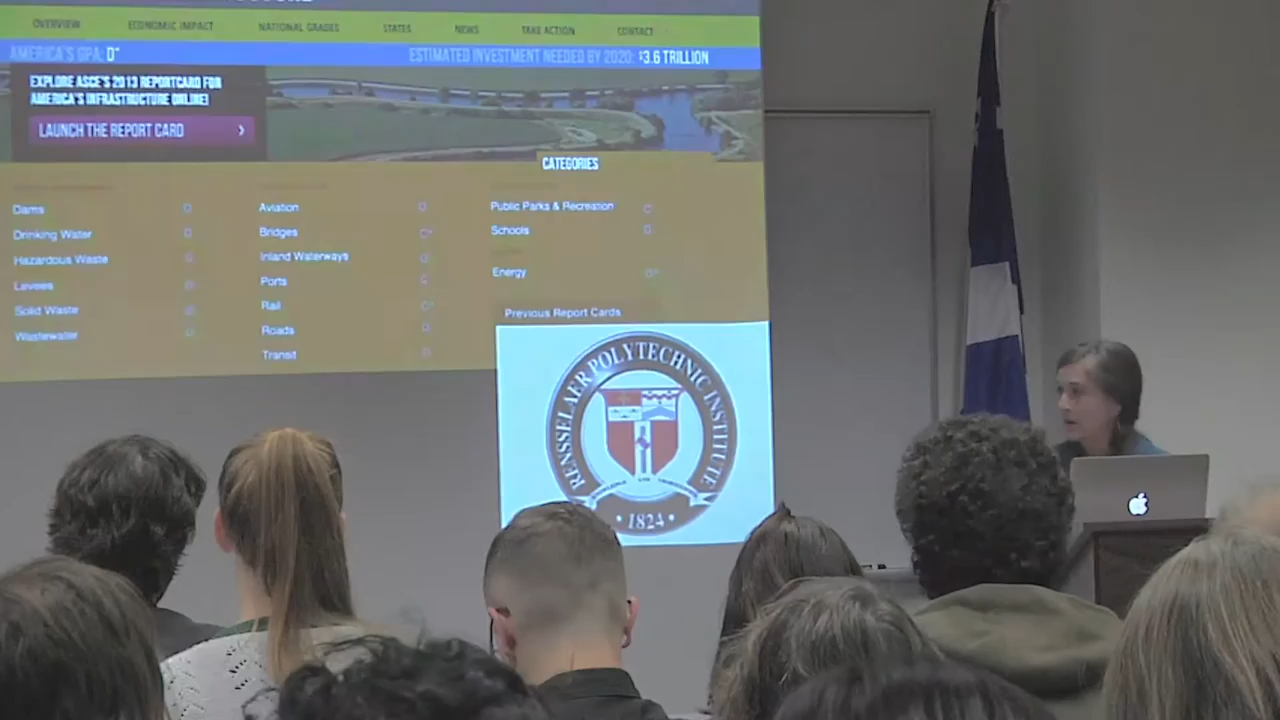 OVERVIEW ECONOMIC IMPACT NATIONAL GRADES STATES NEWS TAKE ACTION CONTACT
AMERICA'S GPA: D+ ESTIMATED INVESTMENT NEEDED BY 2020: $3.6 TRILLION
EXPLORE ASCE'S 2013 REPORTCARD FOR
AMERICA'S INFRASTRUCTURE ONLINE!
LAUNCH THE REPORT CARD
CATEGORIES
Dams D
Drinking Water D
Hazardous Waste
Levees
Solid Waste
Wastewater
Aviation D
Bridges C+
Inland Waterways
Ports C
Rail C+
Roads D
Transit D
Public Parks & Recreation
Schools D
Energy D+
Previous Report Cards
RENSSELAER POLYTECHNIC INSTITUTE
• 1824 •